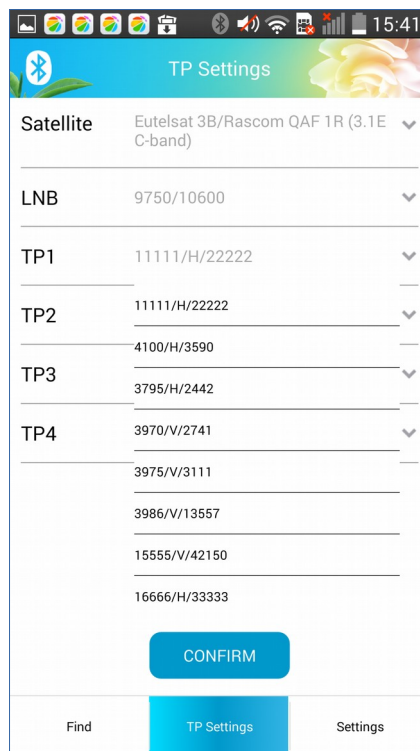 15:41
TP Settings
Satellite Eutelsat 3B/Rascom QAF 1R (3.1E
C-band)
LNB 9750/10600
TP1 11111/H/22222
TP2 11111/H/22222
4100/H/3590
TP3 3795/H/2442
TP4 3970/V/2741
3975/V/3111
3986/V/13557
15555/V/42150
16666/H/33333
CONFIRM
Find TP Settings Settings